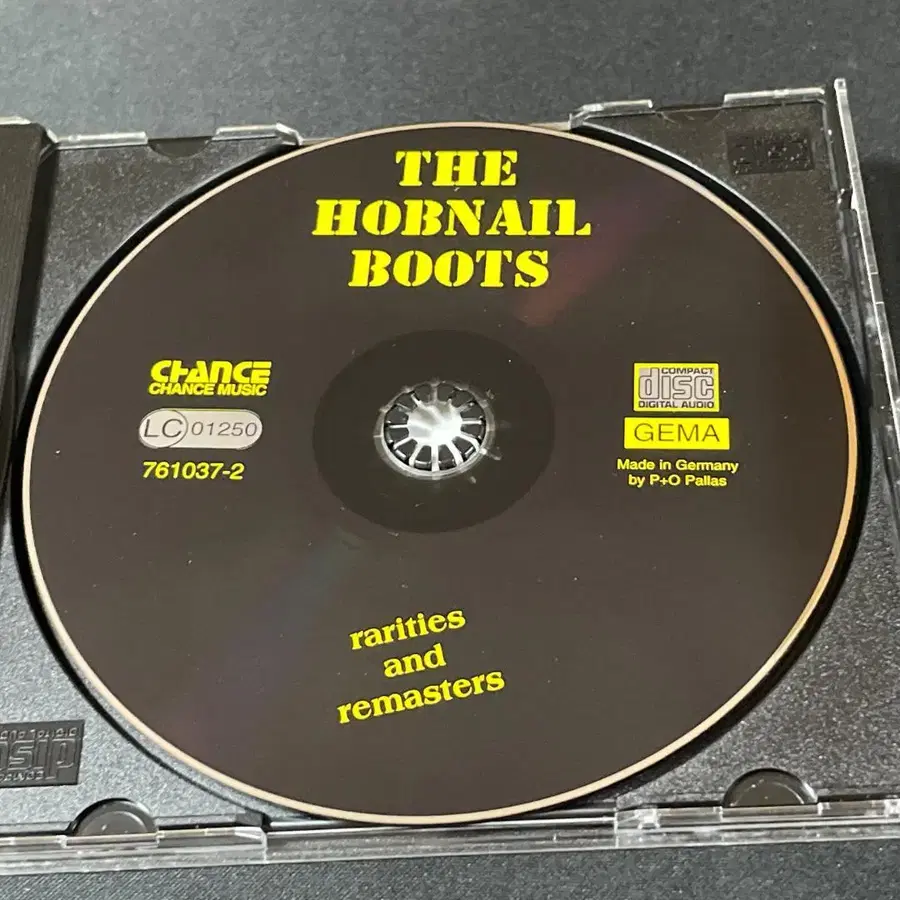 THE
HOBNAIL
BOOTS
CHANCE
CHANCE MUSIC
LC 01250
761037-2
COMPACT
disc
DIGITAL AUDIO
GEMA
Made in Germany
by P+O Pallas
rarities
and
remasters